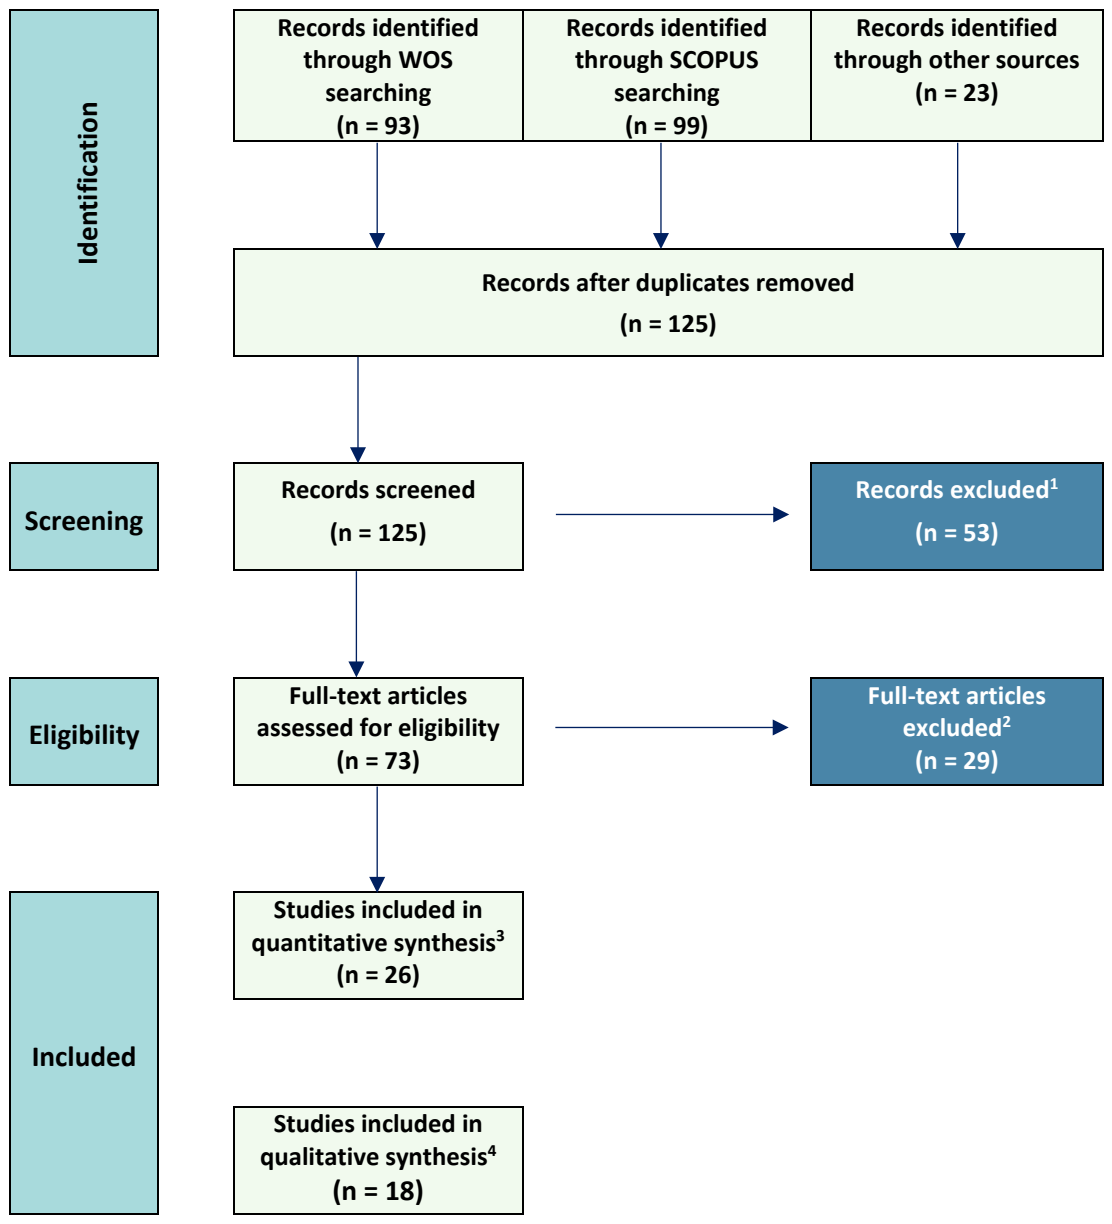 Identification
Records identified
through WOS
searching
(n = 93)
Records identified
through SCOPUS
searching
(n = 99)
Records identified
through other sources
(n = 23)
Records after duplicates removed
(n = 125)
Screening
Records screened
(n = 125)
Records excluded¹
(n = 53)
Eligibility
Full-text articles
assessed for eligibility
(n = 73)
Full-text articles
excluded²
(n = 29)
Included
Studies included in
quantitative synthesis³
(n = 26)
Studies included in
qualitative synthesis⁴
(n = 18)